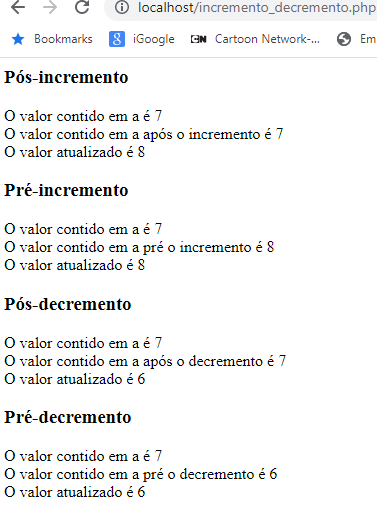 localhost/incremento_decremento.php
Bookmarks iGoogle CN Cartoon Network-... Em
Pós-incremento
O valor contido em a é 7
O valor contido em a após o incremento é 7
O valor atualizado é 8
Pré-incremento
O valor contido em a é 7
O valor contido em a pré o incremento é 8
O valor atualizado é 8
Pós-decremento
O valor contido em a é 7
O valor contido em a após o decremento é 7
O valor atualizado é 6
Pré-decremento
O valor contido em a é 7
O valor contido em a pré o decremento é 6
O valor atualizado é 6